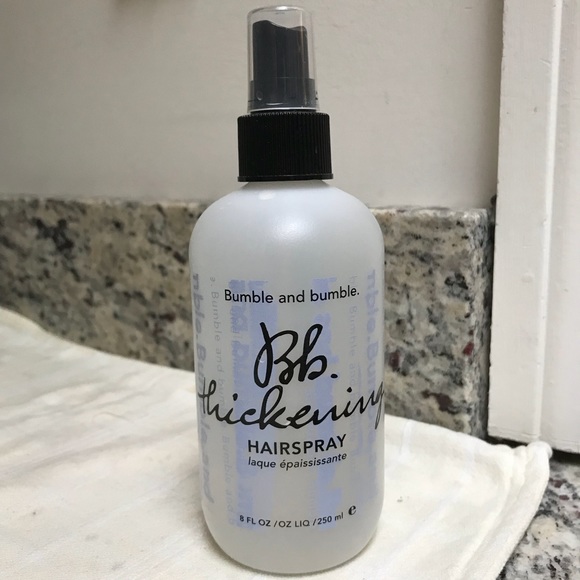 Bumble and bumble.
Bb.
thickening
HAIRSPRAY
laque épaississante
8 FL OZ/OZ LIQ/250 ml e